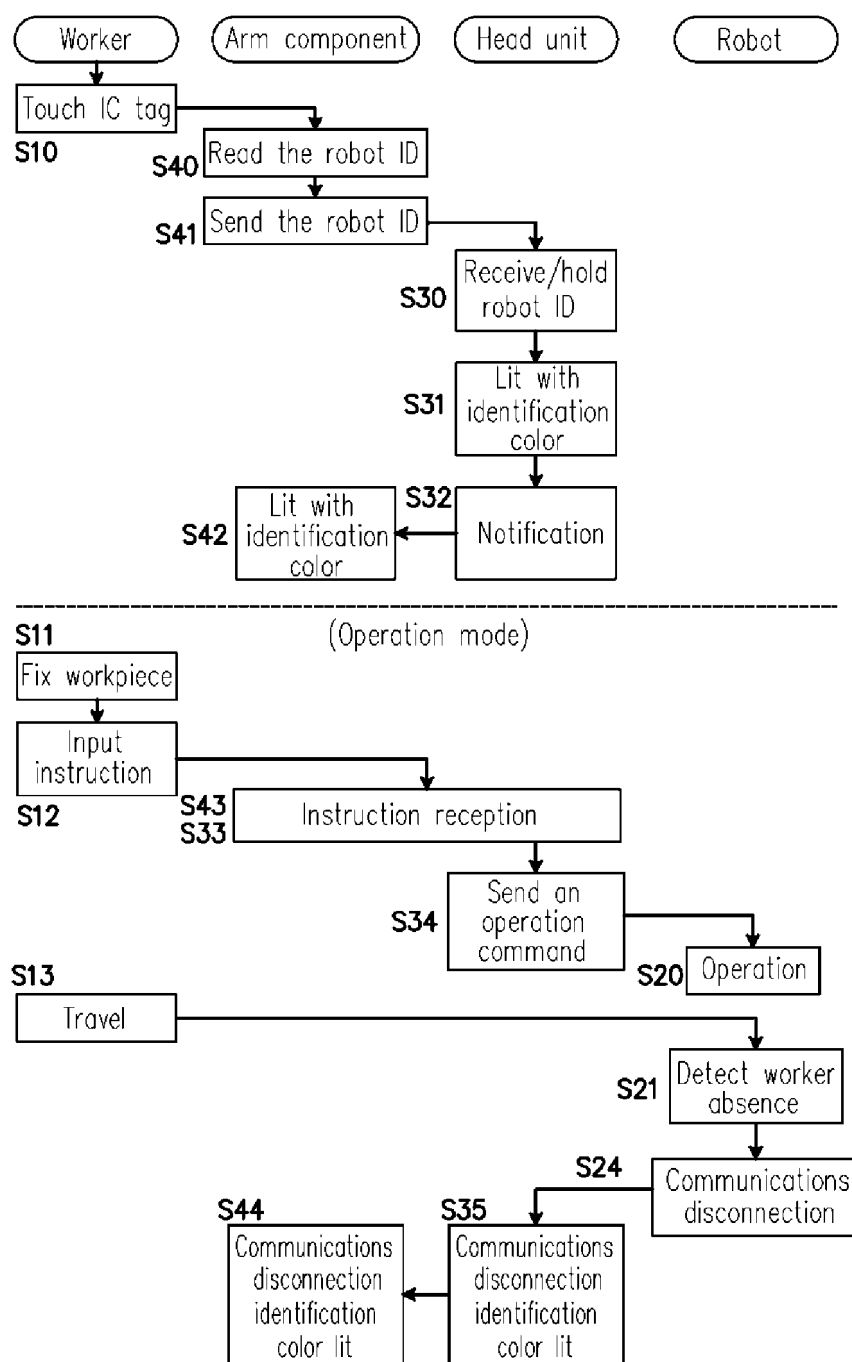 Worker
Arm component
Head unit
Robot
Touch IC tag
S10
S40
Read the robot ID
S41
Send the robot ID
S30
Receive/hold
robot ID
S31
Lit with
identification
color
S32
Notification
S42
Lit with
identification
color
(Operation mode)
S11
Fix workpiece
Input
instruction
S12
S43
S33
Instruction reception
S34
Send an
operation
command
S20
Operation
S13
Travel
S21
Detect worker
absence
S24
Communications
disconnection
S35
Communications
disconnection
identification
color lit
S44
Communications
disconnection
identification
color lit